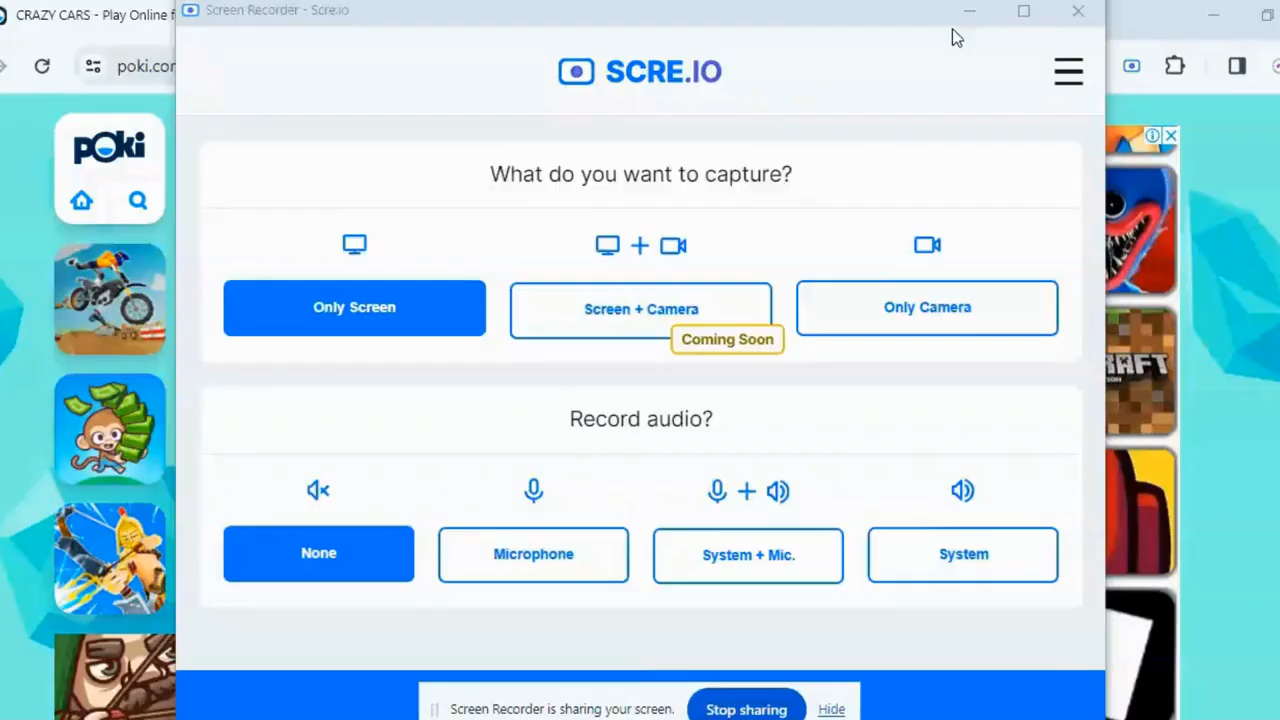 CRAZY CARS - Play Online f
Screen Recorder - Scre.io
poki.com
SCRE.IO
poki
What do you want to capture?
Only Screen
Screen + Camera
Only Camera
Coming Soon
RAFT
Record audio?
None
Microphone
System + Mic.
System
Screen Recorder is sharing your screen.
Stop sharing
Hide